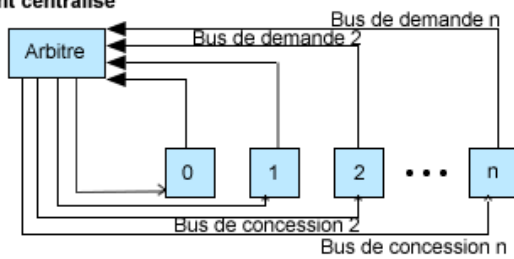 nt centralisé
Bus de demande n
Bus de demande 2
Arbitre
0 1 2 ••• n
Bus de concession 2
Bus de concession n